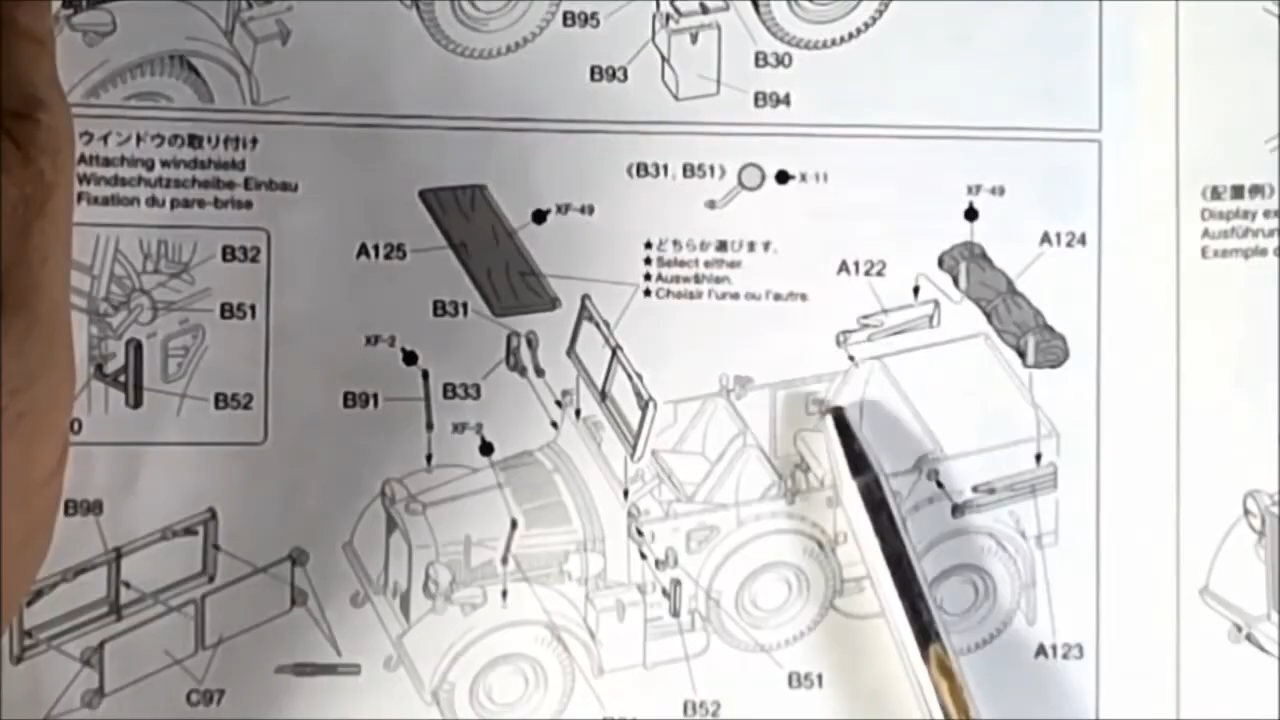 B95
B93
B30
B94
ウインドウの取り付け
Attaching windshield
Windschutzscheibe-Einbau
Fixation du pare-brise
B32
B51
B52
0
A125
XF-49
B31
XF-2
B91
B33
XF-2
《B31, B51》
X-11
★どちらか選びます。
★Select either.
★Auswählen.
★Choisir l'une ou l'autre.
XF-49
A124
A122
B98
C97
B52
B51
A123
《配置例》
Display ex
Ausführun
Exemple d